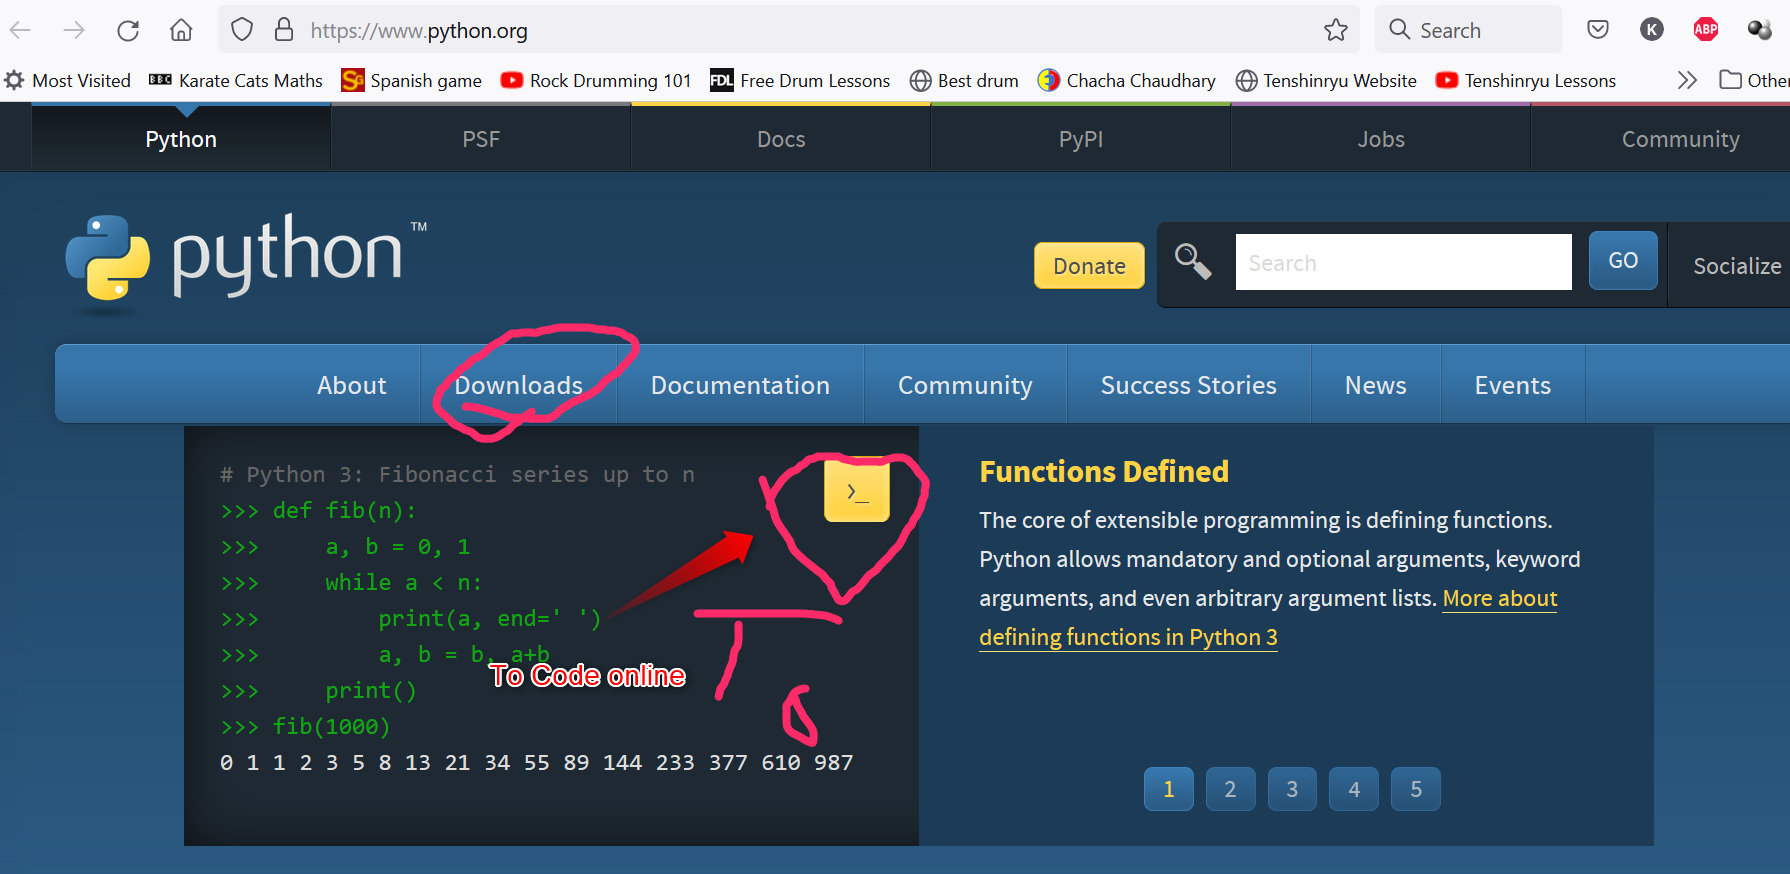 https://www.python.org
Search
K
ABP
Most Visited
BBC Karate Cats Maths
SG Spanish game
Rock Drumming 101
FDL Free Drum Lessons
Best drum
Chacha Chaudhary
Tenshinryu Website
Tenshinryu Lessons
Other
Python
PSF
Docs
PyPI
Jobs
Community
python™
Donate
Search
GO
Socialize
About
Downloads
Documentation
Community
Success Stories
News
Events
# Python 3: Fibonacci series up to n
>>> def fib(n):
>>>     a, b = 0, 1
>>>     while a < n:
>>>         print(a, end=' ')
>>>         a, b = b, a+b
>>>     print()
>>> fib(1000)
0 1 1 2 3 5 8 13 21 34 55 89 144 233 377 610 987
>_
To Code online
Functions Defined
The core of extensible programming is defining functions.
Python allows mandatory and optional arguments, keyword
arguments, and even arbitrary argument lists. More about
defining functions in Python 3
1 2 3 4 5